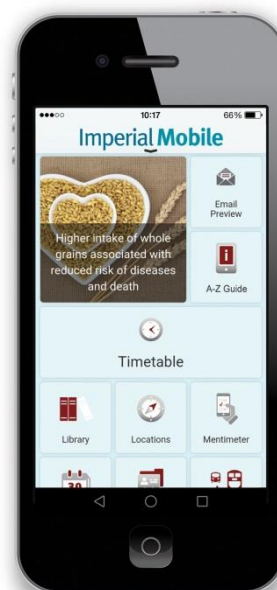 10:17
66%
Imperial Mobile
Higher intake of whole
grains associated with
reduced risk of diseases
and death
Email
Preview
A-Z Guide
Timetable
Library
Locations
Mentimeter
30